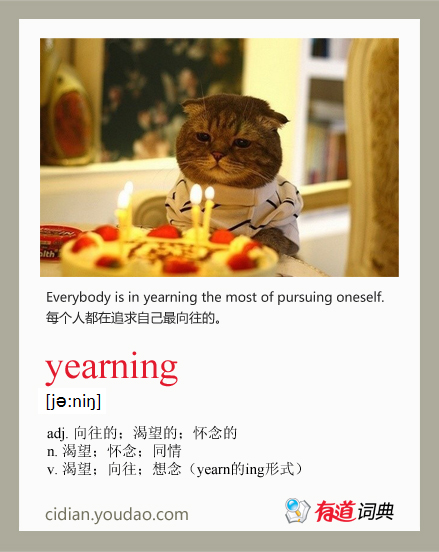 alth
Everybody is in yearning the most of pursuing oneself.
每个人都在追求自己最向往的。
yearning
[jə:niŋ]
adj. 向往的；渴望的；怀念的
n. 渴望；怀念；同情
v. 渴望；向往；想念（yearn的ing形式）
cidian.youdao.com
有道词典